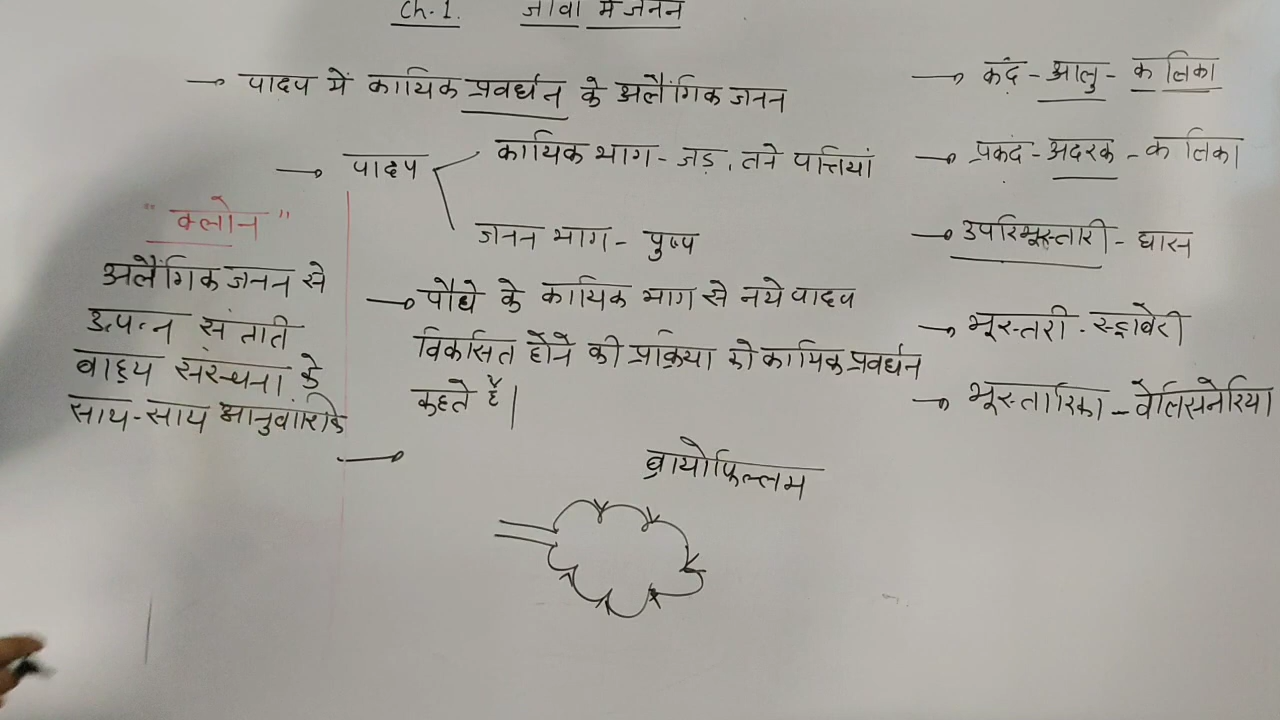 Ch. 1. जीवों में जनन
→ पादप में कायिक प्रवर्धन के अलैंगिक जनन
→ पादप
कायिक भाग - जड़, तने पत्तियां
जनन भाग - पुष्प
→ पौधे के कायिक भाग से नये पादप
विकसित होने की प्रक्रिया को कायिक प्रवर्धन
कहते हैं|
ब्रायोफिल्लम
"क्लोन"
अलैंगिक जनन से
उत्पन्न संतति
बाह्य संरचना के
साथ-साथ आनुवांशिक
→ कंद - आलु - कलिका
→ प्रकंद - अदरक - कलिका
→ उपरिभूस्तारी - घास
→ भूस्तरी - स्ट्राबेरी
→ भूस्तारिका - वेलिसनेरिया